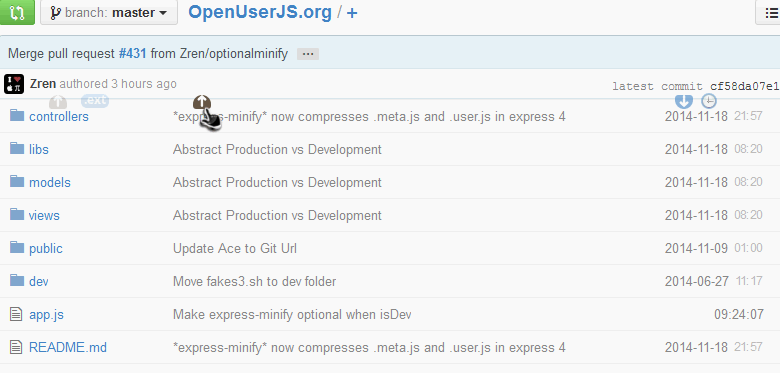 branch: master OpenUserJS.org / +
Merge pull request #431 from Zren/optionalminify ...
Zren authored 3 hours ago latest commit cf58da07e1
.ext
controllers *express-minify* now compresses .meta.js and .user.js in express 4 2014-11-18 21:57
libs Abstract Production vs Development 2014-11-18 08:20
models Abstract Production vs Development 2014-11-18 08:20
views Abstract Production vs Development 2014-11-18 08:20
public Update Ace to Git Url 2014-11-09 01:00
dev Move fakes3.sh to dev folder 2014-06-27 11:17
app.js Make express-minify optional when isDev 09:24:07
README.md *express-minify* now compresses .meta.js and .user.js in express 4 2014-11-18 21:57